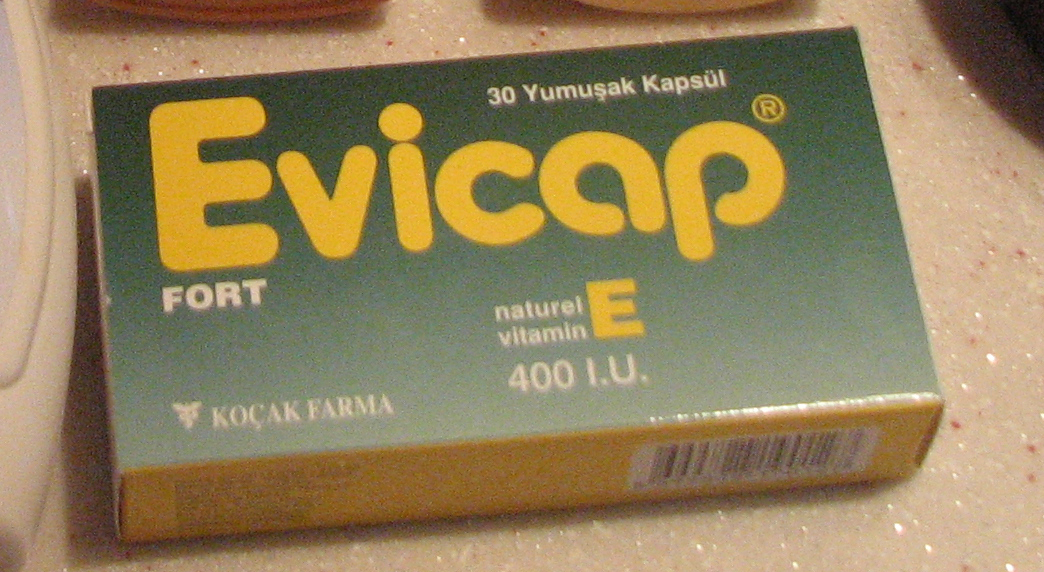 30 Yumuşak Kapsül
Evicap®
FORT
naturel
vitamin E
400 I.U.
KOÇAK FARMA